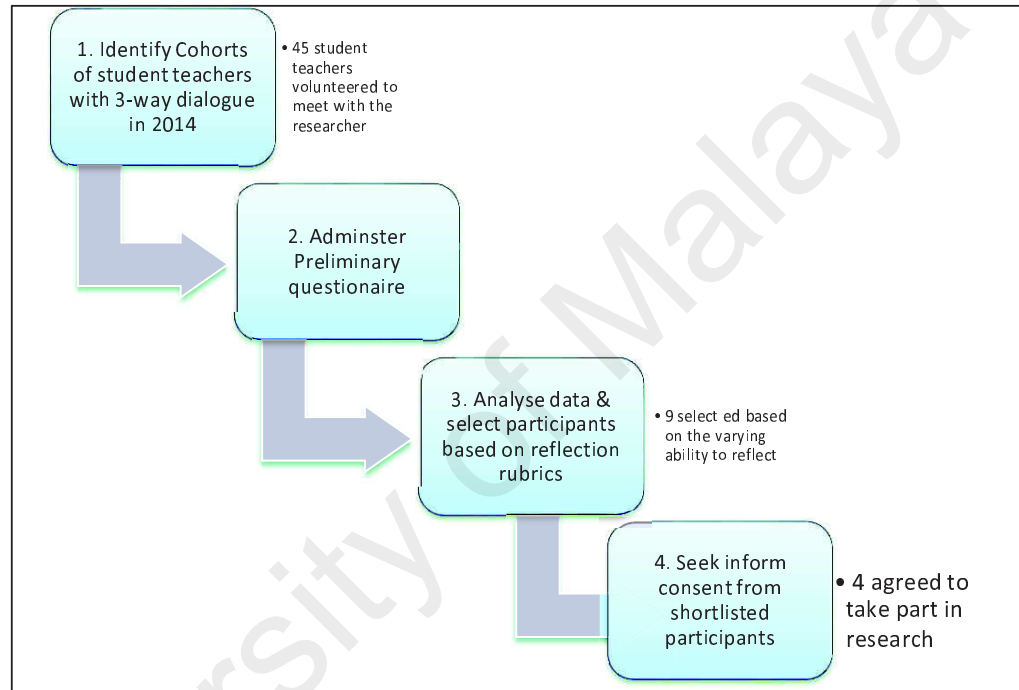 1. Identify Cohorts
of student teachers
with 3-way dialogue
in 2014
• 45 student
teachers
volunteered to
meet with the
researcher
2. Adminster
Preliminary
questionaire
3. Analyse data &
select participants
based on reflection
rubrics
• 9 select ed based
on the varying
ability to reflect
4. Seek inform
consent from
shortlisted
participants
• 4 agreed to
take part in
research
ersity of Malaya